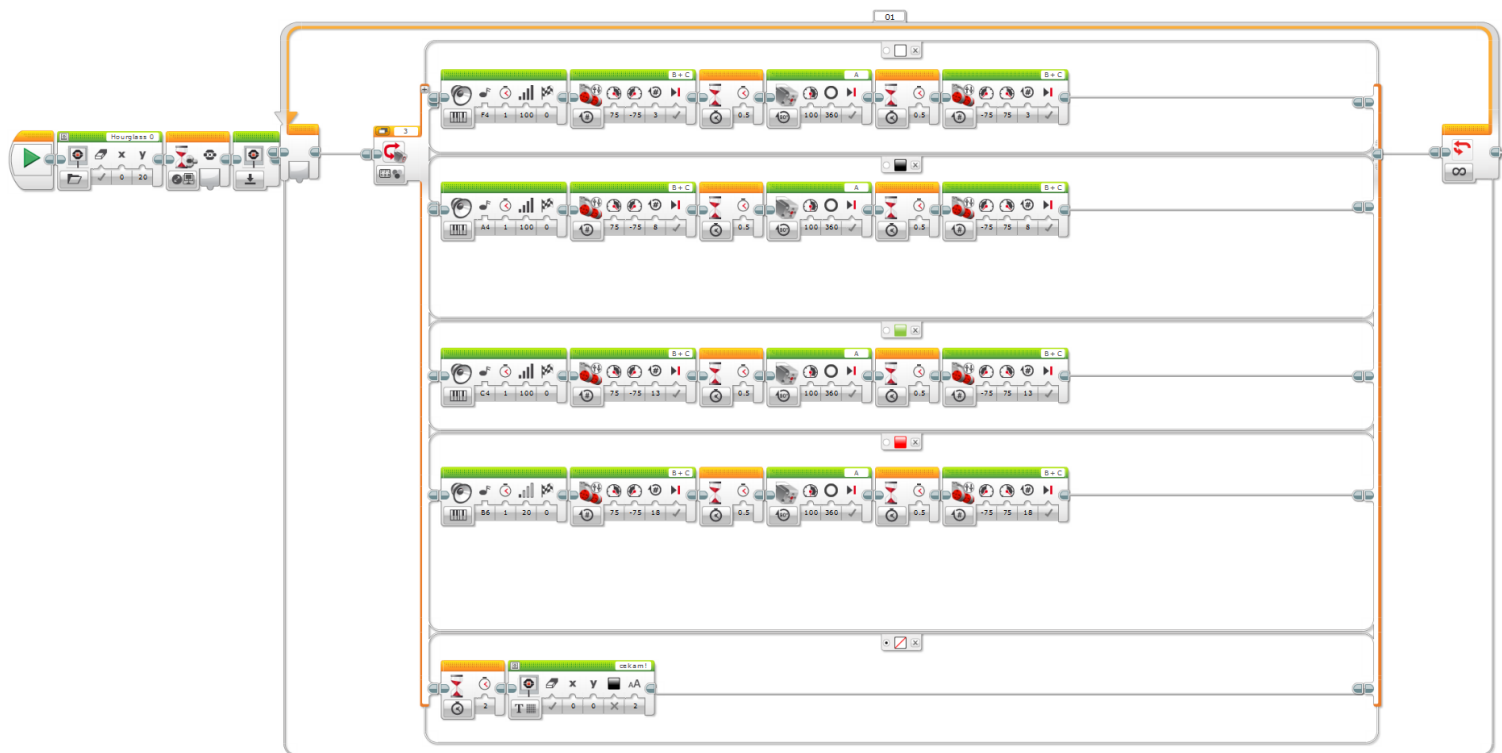 01
B + C
A
B + C
F4 1 100 0
75 -75 3
0.5
100 360
0.5
-75 75 3
3
Hourglass 0
x y
0 20
B + C
A
B + C
A4 1 100 0
75 -75 8
0.5
100 360
0.5
-75 75 8
B + C
A
B + C
C4 1 100 0
75 -75 13
0.5
100 360
0.5
-75 75 13
B + C
A
B + C
B6 1 20 0
75 -75 18
0.5
100 360
0.5
-75 75 18
cekam!
x y AA
2
T
0 0 2